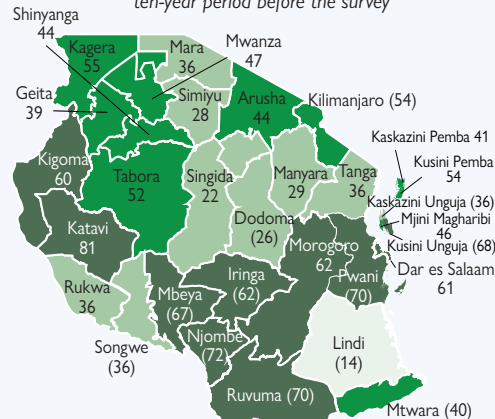 ten-year period before the survey
Shinyanga
44
Kagera
55
Mara
36
Mwanza
47
Geita
39
Simiyu
28
Arusha
44
Kilimanjaro (54)
Kaskazini Pemba 41
Kusini Pemba
54
Kigoma
60
Tabora
52
Singida
22
Manyara
29
Tanga
36
Kaskazini Unguja (36)
Mjini Magharibi
46
Kusini Unguja (68)
Dodoma
(26)
Katavi
81
Morogoro
62
Pwani
(70)
Dar es Salaam
61
Rukwa
36
Mbeya
(67)
Iringa
(62)
Songwe
(36)
Njombe
(72)
Lindi
(14)
Ruvuma (70)
Mtwara (40)